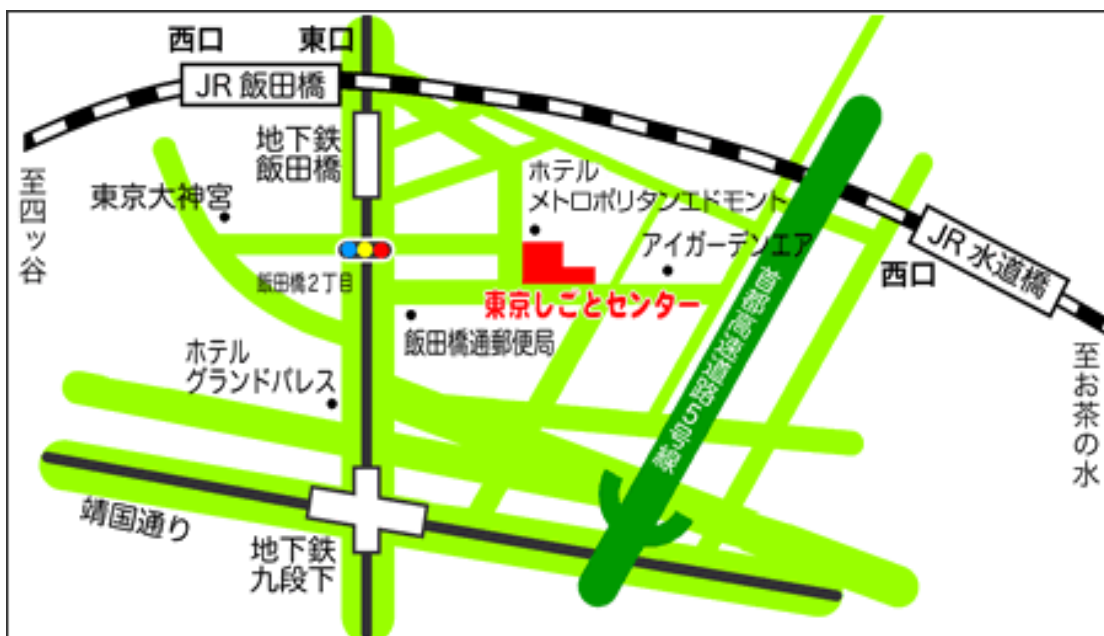 西口
東口
JR 飯田橋
地下鉄
飯田橋
至四ッ谷
東京大神宮
ホテル
メトロポリタンエドモント
アイガーデンエア
JR 水道橋
西口
飯田橋2丁目
東京しごとセンター
飯田橋通郵便局
首都高速道路5号線
ホテル
グランドパレス
至お茶の水
靖国通り
地下鉄
九段下